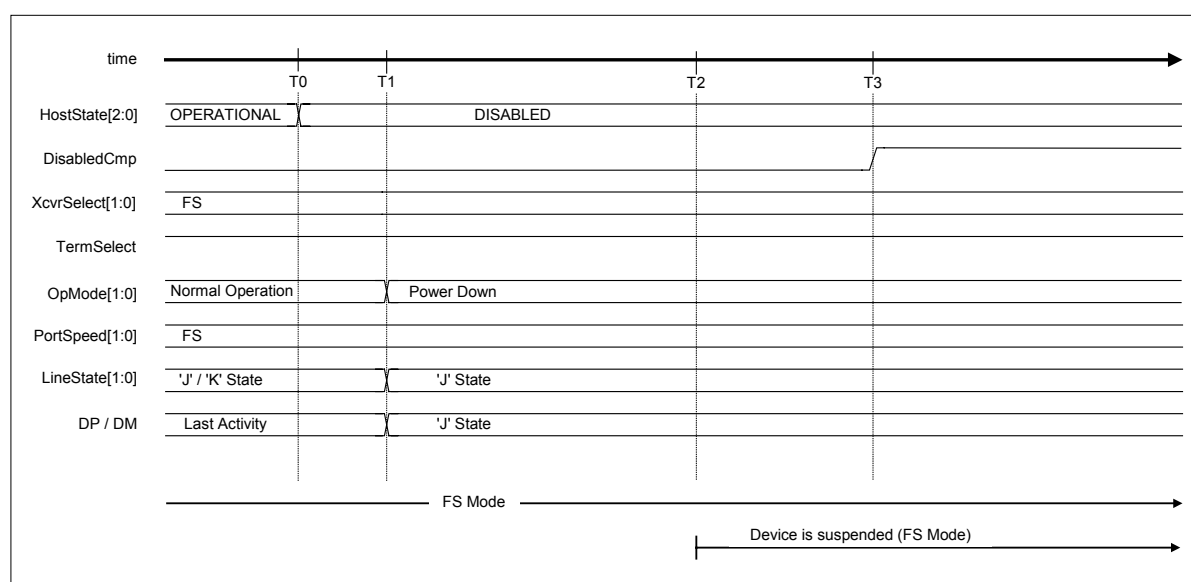 time
T0 T1 T2 T3
HostState[2:0] OPERATIONAL DISABLED
DisabledCmp
XcvrSelect[1:0] FS
TermSelect
OpMode[1:0] Normal Operation Power Down
PortSpeed[1:0] FS
LineState[1:0] 'J' / 'K' State 'J' State
DP / DM Last Activity 'J' State
FS Mode
Device is suspended (FS Mode)